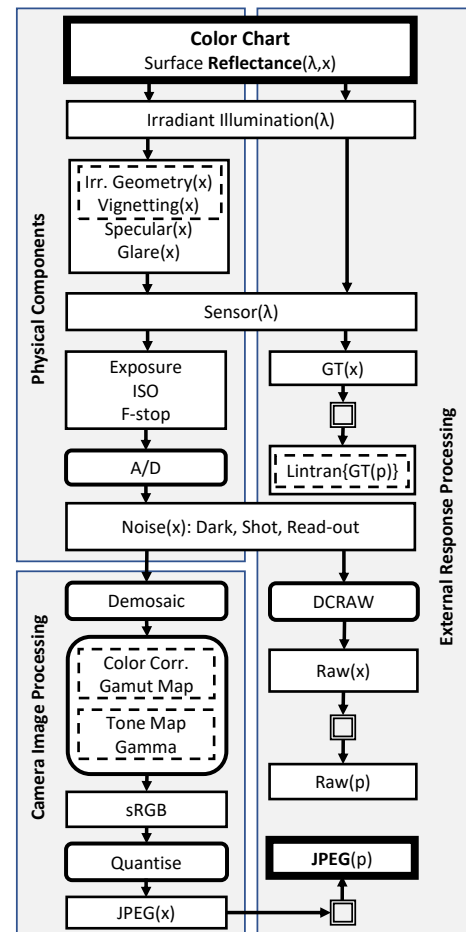 Color Chart
Surface Reflectance(λ,x)
Irradiant Illumination(λ)
Irr. Geometry(x)
Vignetting(x)
Specular(x)
Glare(x)
Physical Components
Sensor(λ)
Exposure
ISO
F-stop
GT(x)
A/D
Lintran{GT(p)}
Noise(x): Dark, Shot, Read-out
External Response Processing
Camera Image Processing
Demosaic
DCRAW
Color Corr.
Gamut Map
Tone Map
Gamma
Raw(x)
Raw(p)
sRGB
Quantise
JPEG(p)
JPEG(x)